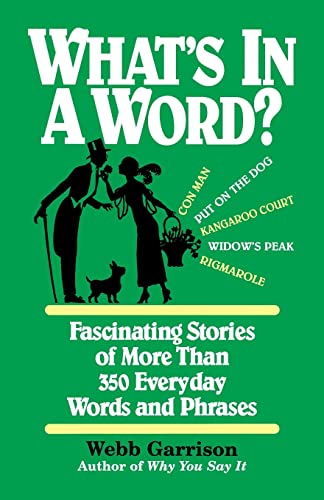 WHAT'S IN
A WORD?
CON MAN
PUT ON THE DOG
KANGAROO COURT
WIDOW'S PEAK
RIGMAROLE
Fascinating Stories
of More Than
350 Everyday
Words and Phrases
Webb Garrison
Author of Why You Say It